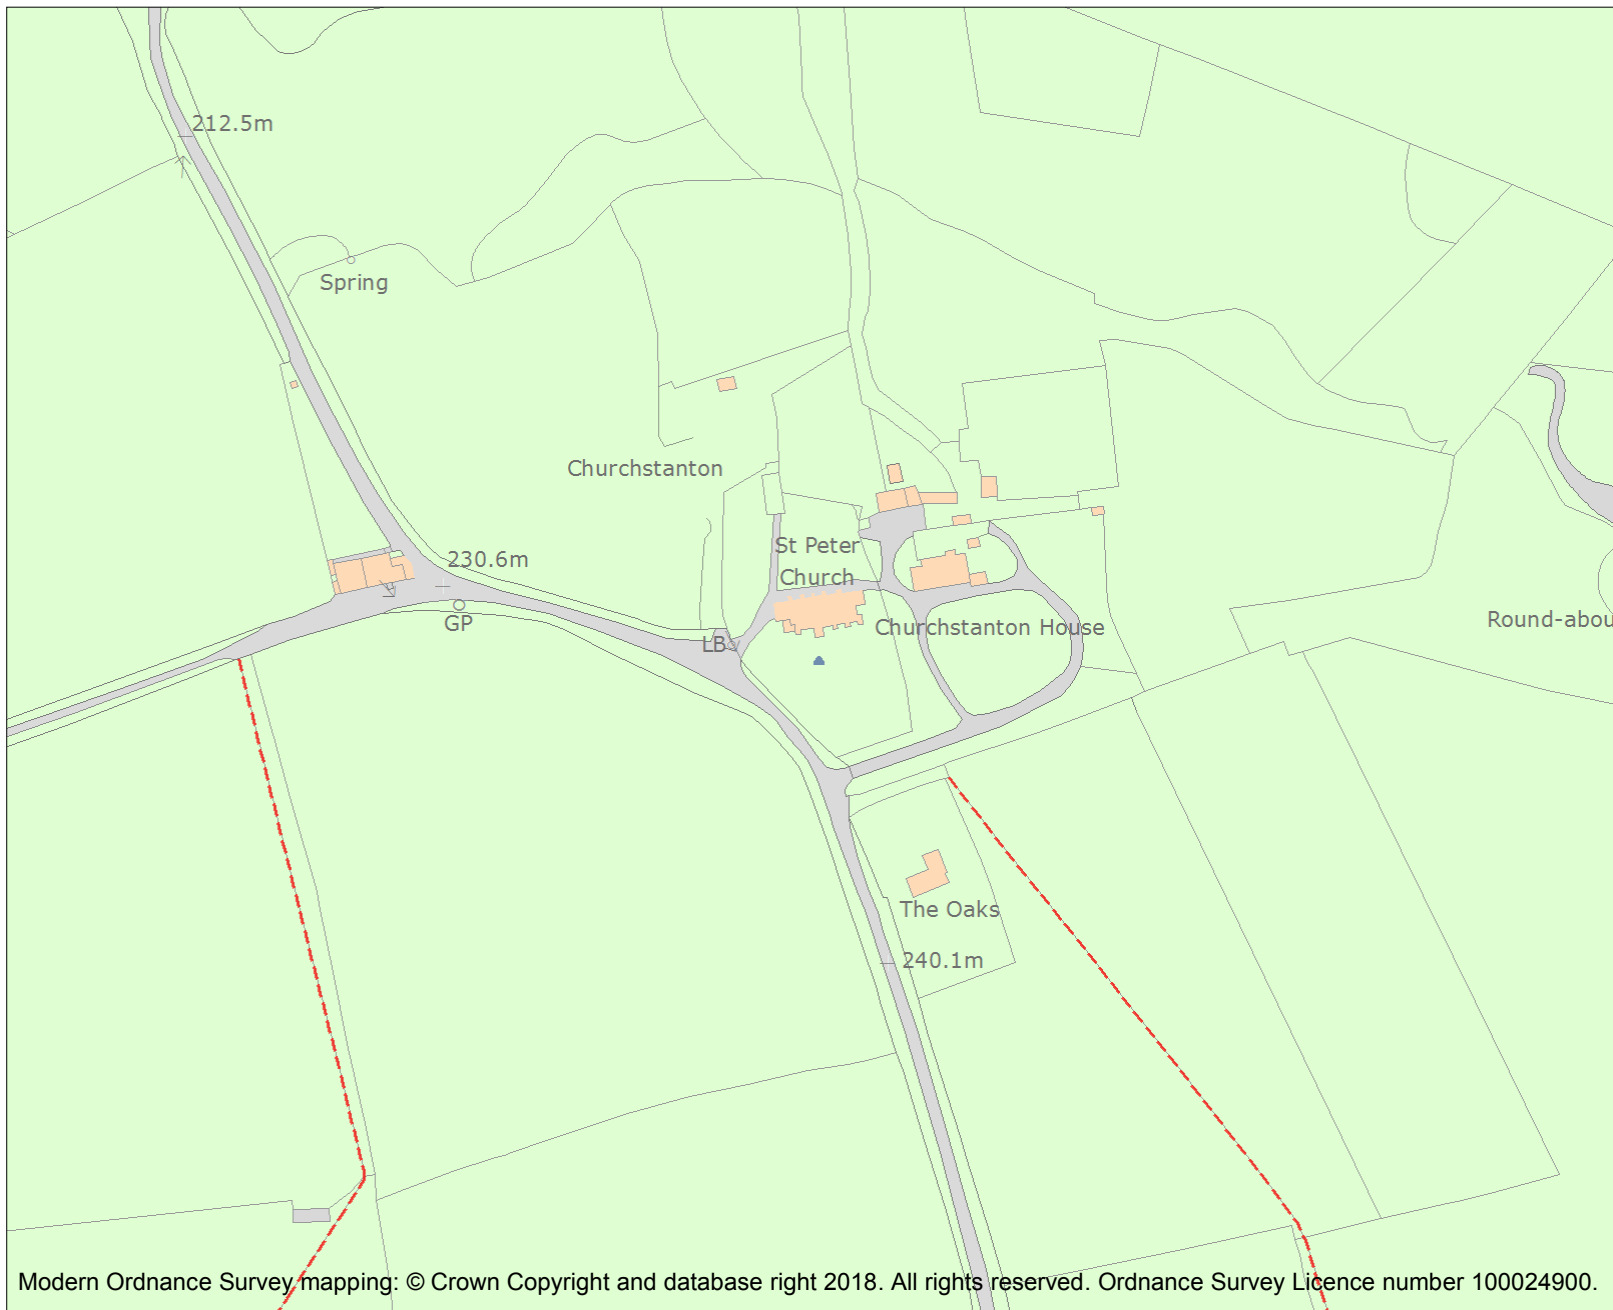 212.5m
Spring
Churchstanton
St Peter
Church
230.6m
GP
LB
Churchstanton House
Round-abou
The Oaks
240.1m
Modern Ordnance Survey mapping: © Crown Copyright and database right 2018. All rights reserved. Ordnance Survey Licence number 100024900.